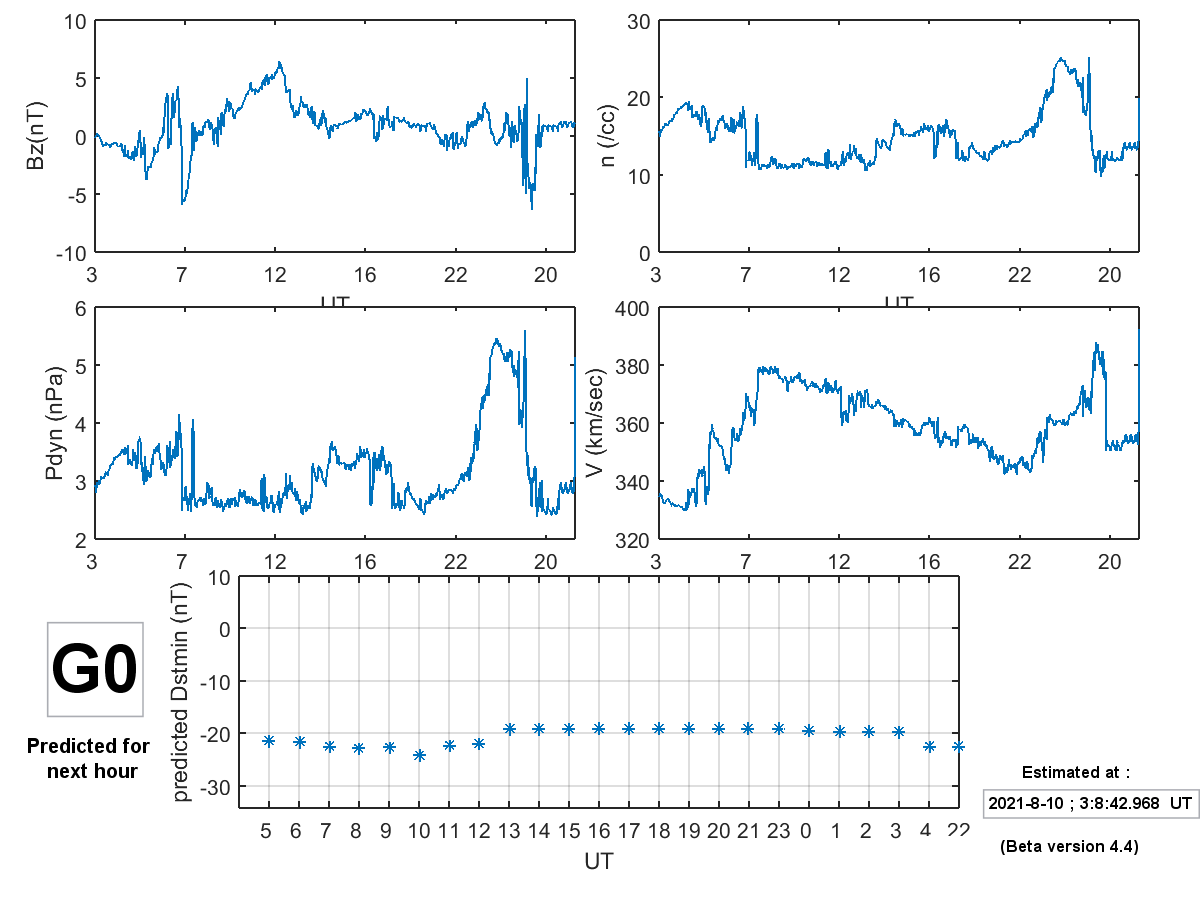 10
5
0
-5
-10
Bz(nT)
3 7 12 16 22 20
UT
30
20
10
0
n (/cc)
3 7 12 16 22 20
UT
6
5
4
3
2
Pdyn (nPa)
3 7 12 16 22 20
400
380
360
340
320
V (km/sec)
3 7 12 16 22 20
10
0
-10
-20
-30
predicted Dstmin (nT)
5 6 7 8 9 10 11 12 13 14 15 16 17 18 19 20 21 23 0 1 2 3 4 22
UT
G0
Predicted for
next hour
Estimated at :
2021-8-10 ; 3:8:42.968 UT
(Beta version 4.4)